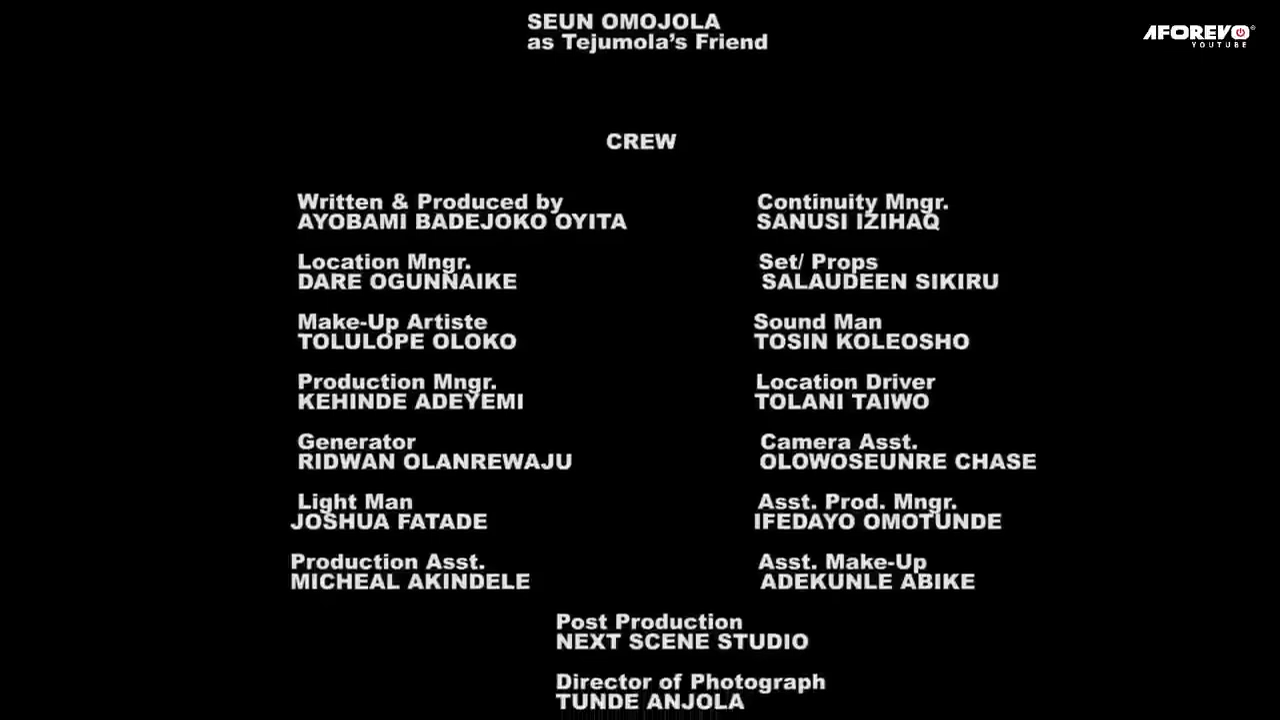 SEUN OMOJOLA
as Tejumola's Friend
AFOREVO
YOUTUBE
CREW
Written & Produced by
AYOBAMI BADEJOKO OYITA
Location Mngr.
DARE OGUNNAIKE
Make-Up Artiste
TOLULOPE OLOKO
Production Mngr.
KEHINDE ADEYEMI
Generator
RIDWAN OLANREWAJU
Light Man
JOSHUA FATADE
Production Asst.
MICHEAL AKINDELE
Continuity Mngr.
SANUSI IZIHAQ
Set/ Props
SALAUDEEN SIKIRU
Sound Man
TOSIN KOLEOSHO
Location Driver
TOLANI TAIWO
Camera Asst.
OLOWOSEUNRE CHASE
Asst. Prod. Mngr.
IFEDAYO OMOTUNDE
Asst. Make-Up
ADEKUNLE ABIKE
Post Production
NEXT SCENE STUDIO
Director of Photograph
TUNDE ANJOLA